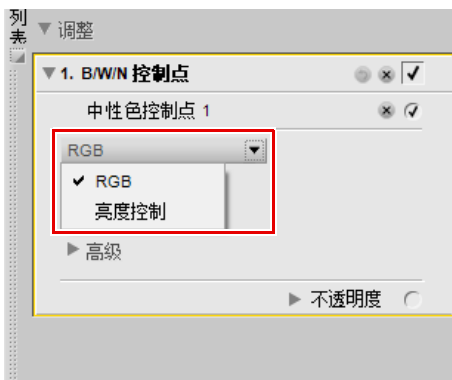 列表
调整
1. B/W/N 控制点
中性色控制点 1
RGB
RGB
亮度控制
高级
不透明度